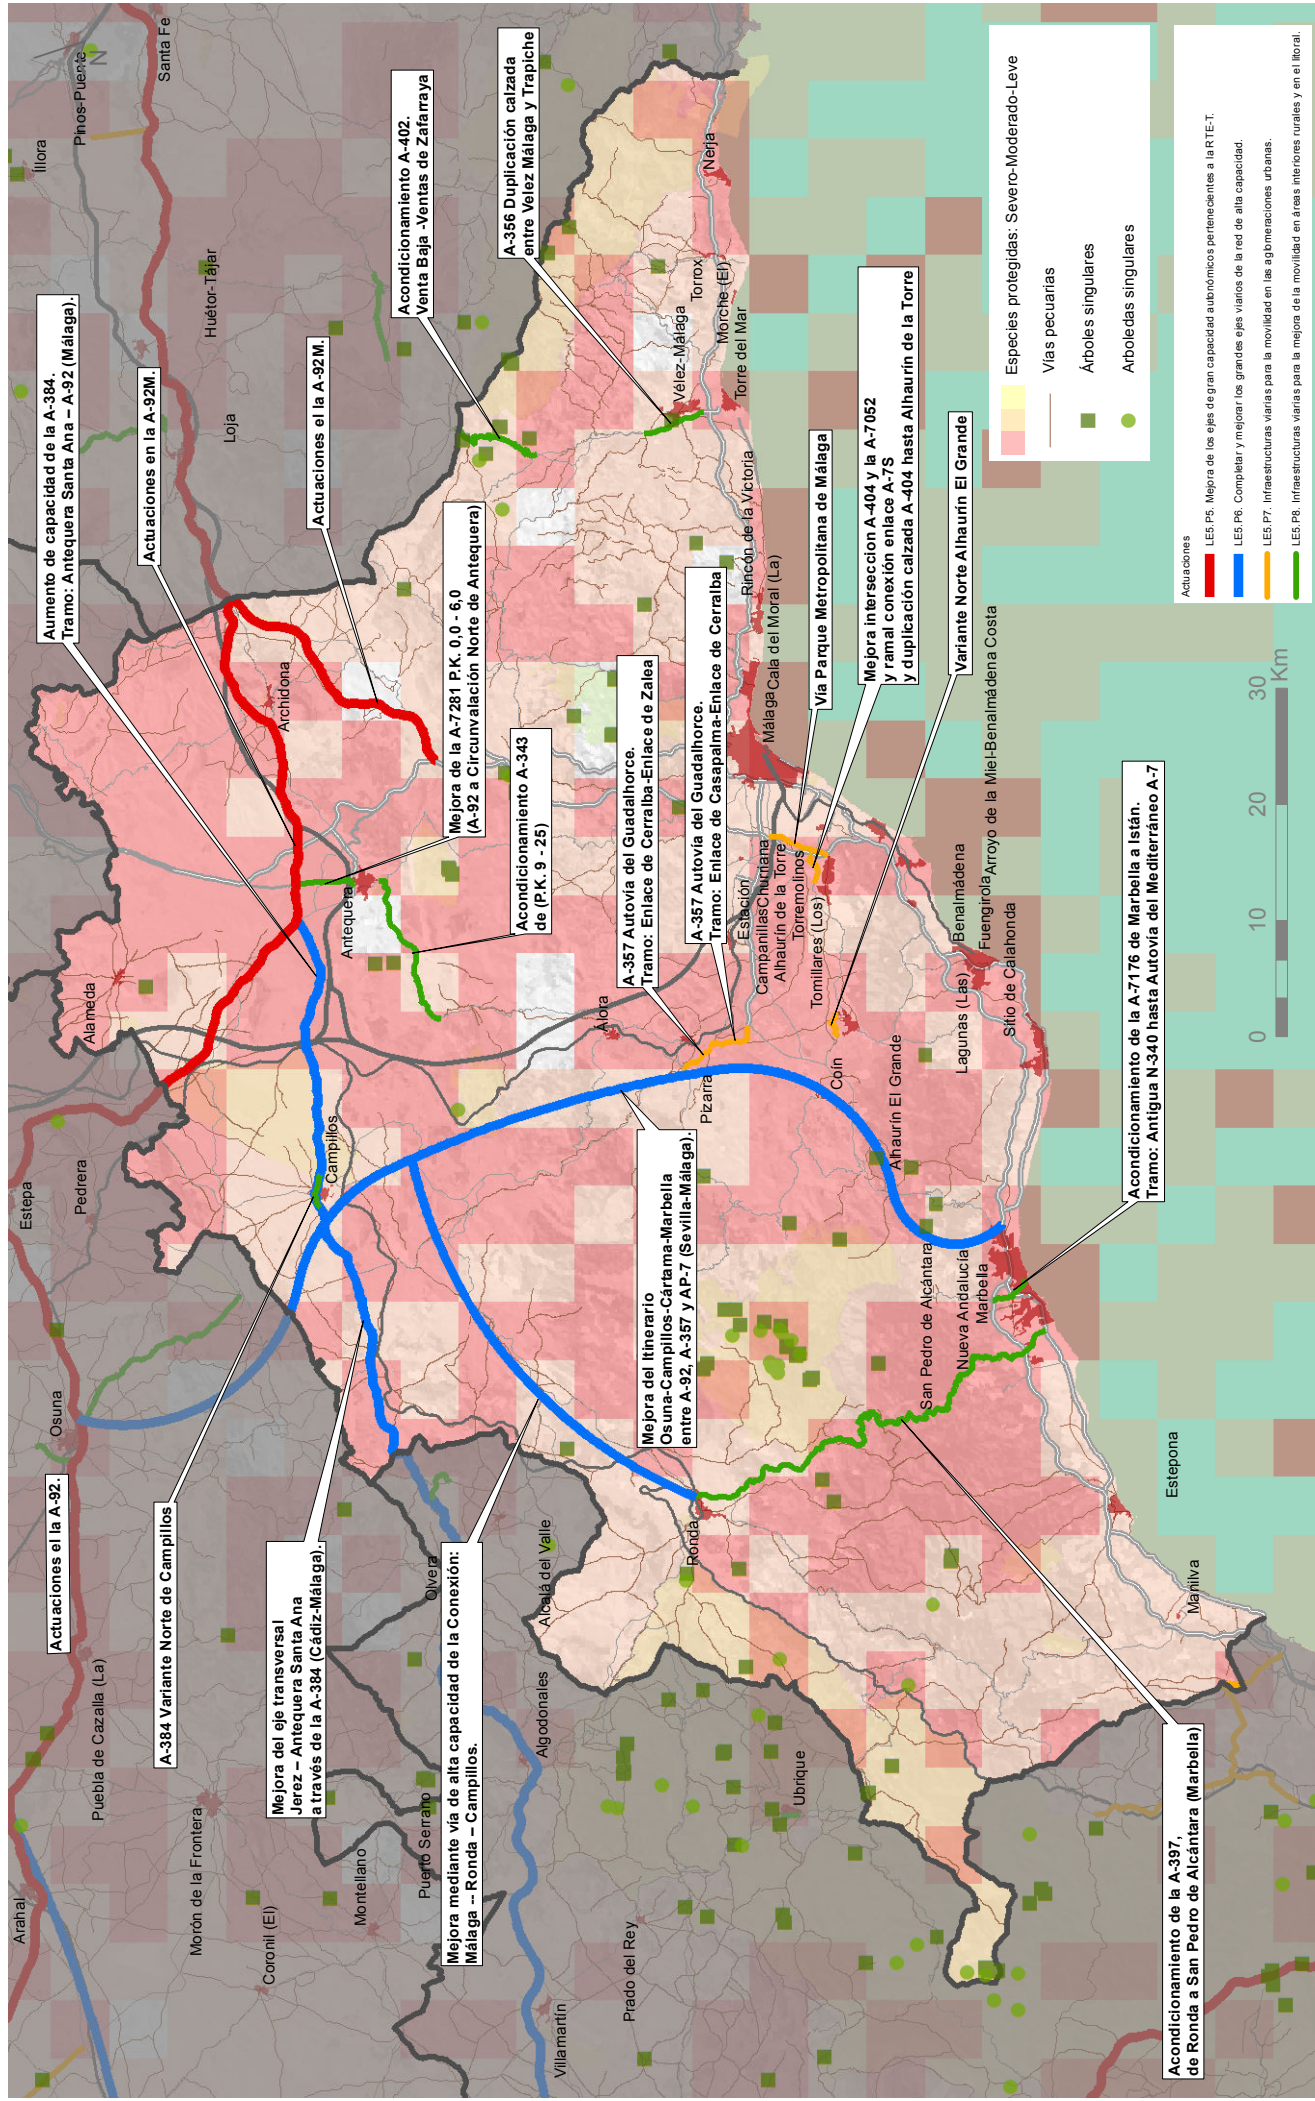 Aumento de capacidad de la A-384.
Tramo: Antequera Santa Ana – A-92 (Málaga).
Actuaciones en la A-92M.
Actuaciones el la A-92M.
Acondicionamiento A-402.
Venta Baja -Ventas de Zafarraya
A-356 Duplicación calzada
entre Velez Málaga y Trapiche
Mejora de la A-7281 P.K. 0,0 - 6,0
(A-92 a Circunvalación Norte de Antequera)
Acondicionamiento A-343
de (P.K. 9 - 25)
A-357 Autovía del Guadalhorce.
Tramo: Enlace de Cerralba-Enlace de Zalea
A-357 Autovía del Guadalhorce.
Tramo: Enlace de Casapalma-Enlace de Cerralba
Vía Parque Metropolitana de Málaga
Mejora interseccion A-404 y la A-7052
y ramal conexión enlace A-7S
y duplicación calzada A-404 hasta Alhaurín de la Torre
Variante Norte Alhaurín El Grande
Acondicionamiento de la A-7176 de Marbella a Istán.
Tramo: Antigua N-340 hasta Autovía del Mediterráneo A-7
Actuaciones el la A-92.
A-384 Variante Norte de Campillos
Mejora del eje transversal
Jerez – Antequera Santa Ana
a través de la A-384 (Cádiz-Málaga).
Mejora mediante vía de alta capacidad de la Conexión:
Málaga -- Ronda – Campillos.
Mejora del Itinerario
Osuna-Campillos-Cártama-Marbella
entre A-92, A-357 y AP-7 (Sevilla-Málaga).
Acondicionamiento de la A-397,
de Ronda a San Pedro de Alcántara (Marbella)
Arahal
Puebla de Cazalla (La)
Osuna
Estepa
Pedrera
Alameda
Íllora
Pinos-Puente
Santa Fe
N
Huétor-Tájar
Loja
Archidona
Antequera
Campillos
Morón de la Frontera
Coronil (El)
Montellano
Puerto Serrano
Olvera
Alcalá del Valle
Algodonales
Villamartín
Prado del Rey
Ubrique
Ronda
Álora
Pizarra
Coín
Alhaurín El Grande
Estación
Campanillas
Churriana
Alhaurín de la Torre
Torremolinos
Tomillares (Los)
Málaga
Cala del Moral (La)
Rincón de la Victoria
Vélez-Málaga
Torre del Mar
Morche (El)
Torrox
Nerja
Arroyo de la Miel-Benalmádena Costa
Benalmádena
Fuengirola
Lagunas (Las)
Sitio de Calahonda
Marbella
Nueva Andalucía
San Pedro de Alcántara
Estepona
Manilva
0
10
20
30
Km
Especies protegidas: Severo-Moderado-Leve
Vías pecuarias
Árboles singulares
Arboledas singulares
Actuaciones
LE5.P5. Mejora de los ejes de gran capacidad autonómicos pertenecientes a la RTE-T.
LE5.P6. Completar y mejorar los grandes ejes viarios de la red de alta capacidad.
LE5.P7. Infraestructuras viarias para la movilidad en las aglomeraciones urbanas.
LE5.P8. Infraestructuras viarias para la mejora de la movilidad en áreas interiores rurales y en el litoral.